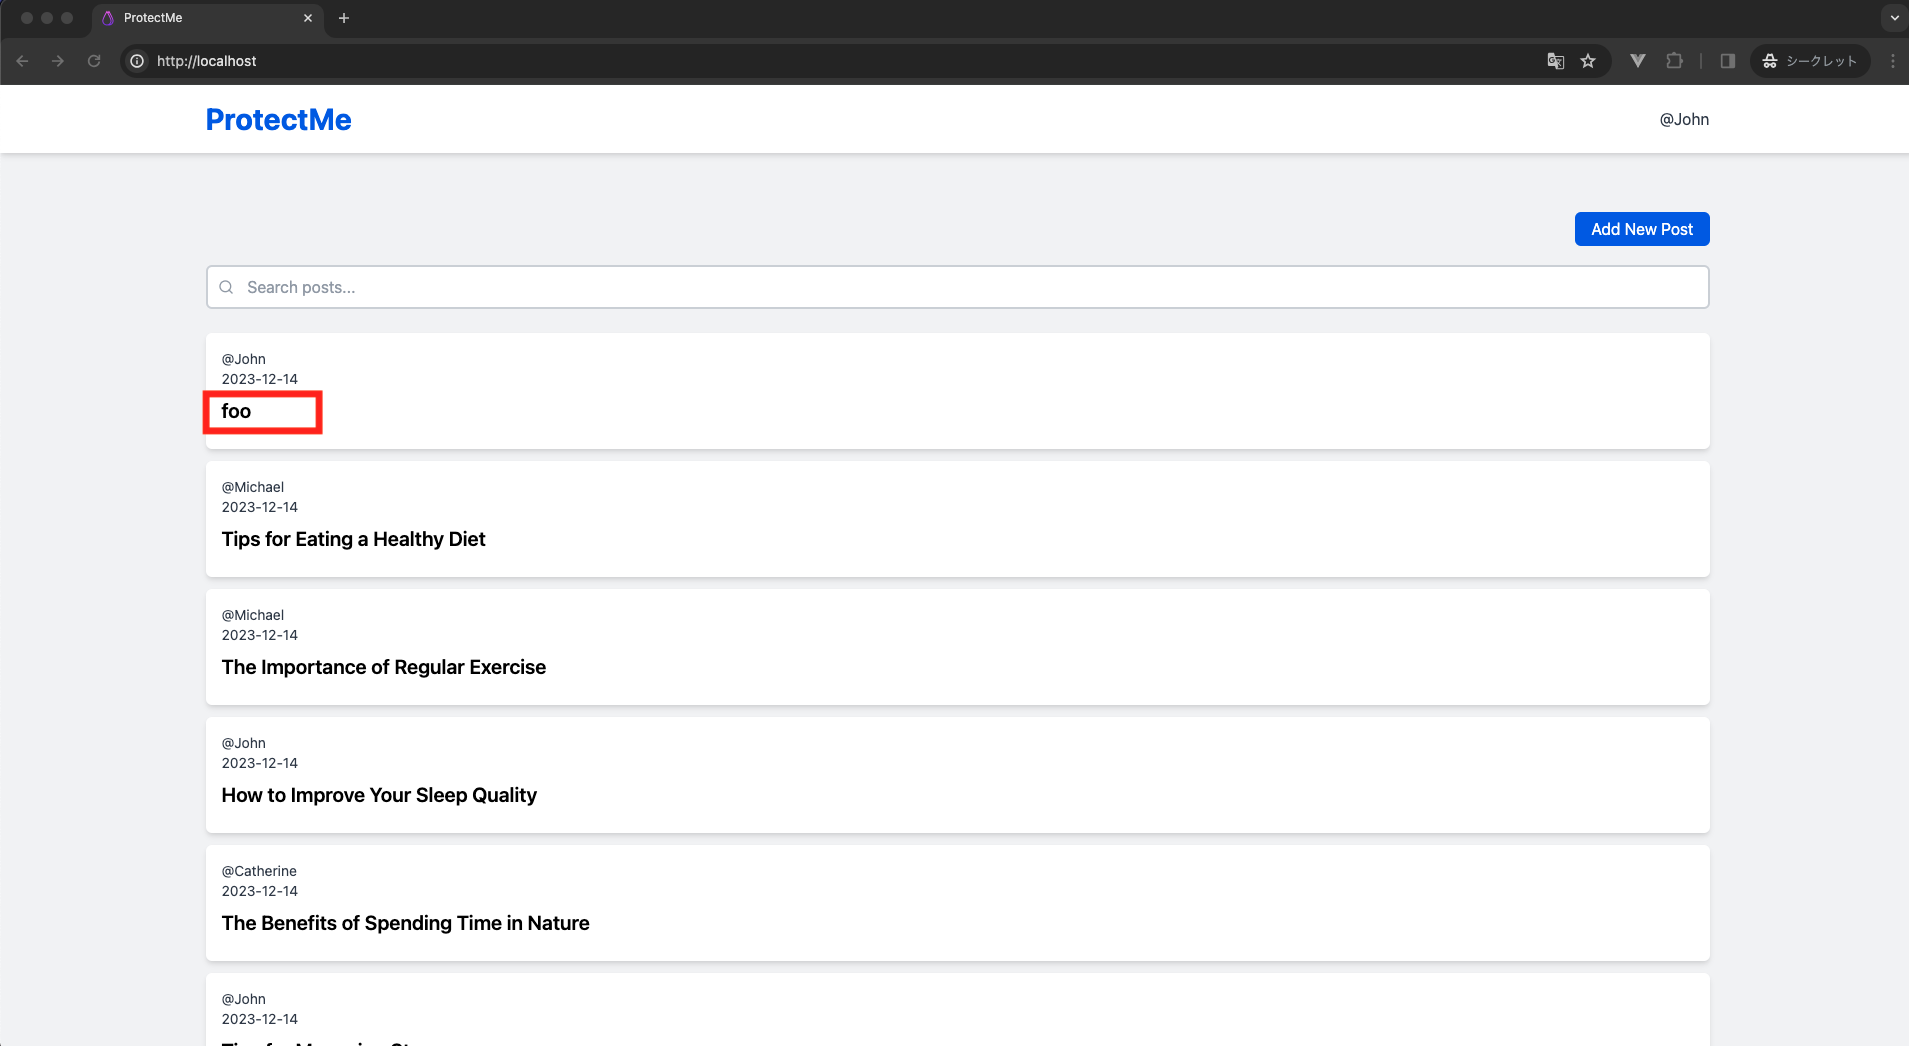 ProtectMe
http://localhost
シークレット
ProtectMe
@John
Add New Post
Search posts...
@John
2023-12-14
foo
@Michael
2023-12-14
Tips for Eating a Healthy Diet
@Michael
2023-12-14
The Importance of Regular Exercise
@John
2023-12-14
How to Improve Your Sleep Quality
@Catherine
2023-12-14
The Benefits of Spending Time in Nature
@John
2023-12-14